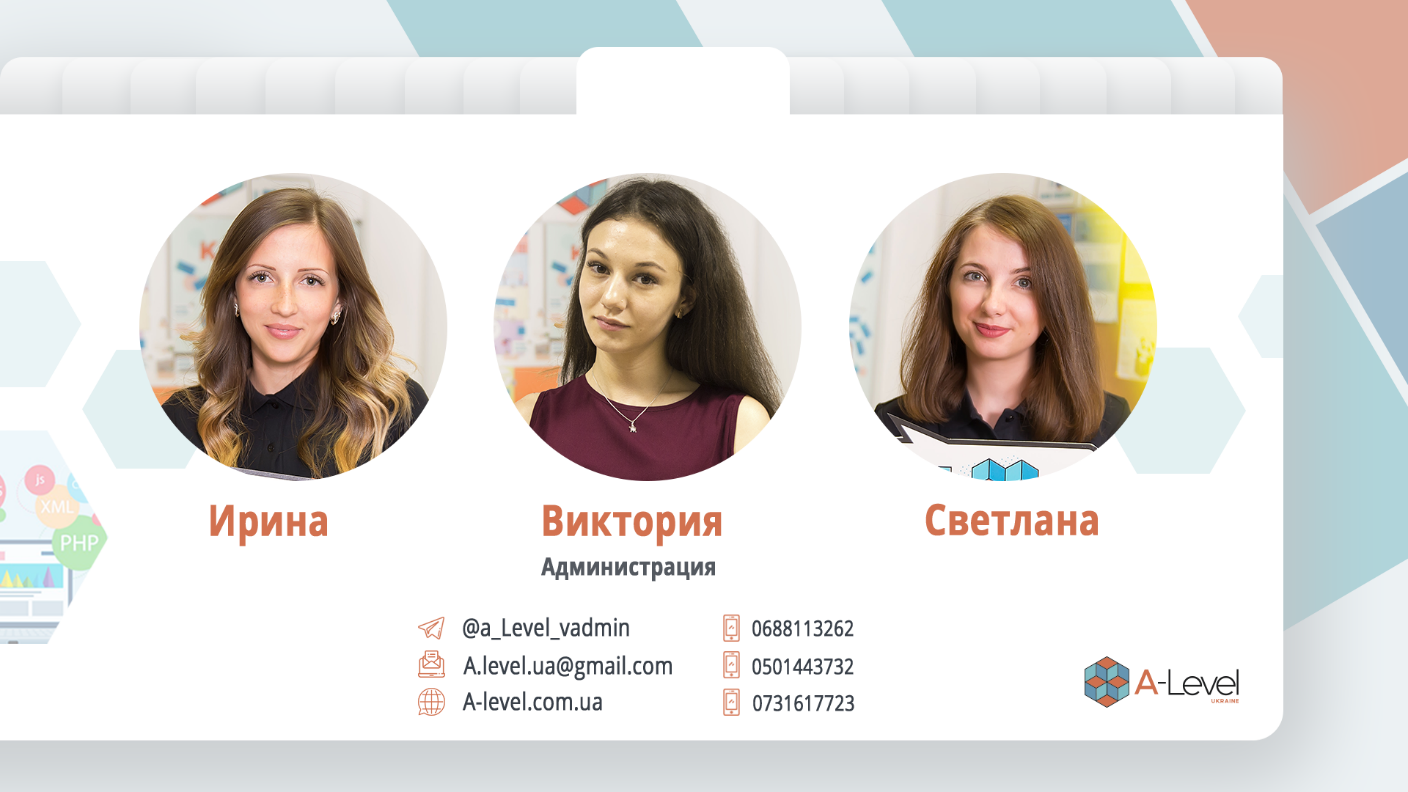 Ирина
Виктория
Светлана
Администрация
@a_Level_vadmin
0688113262
A.level.ua@gmail.com
0501443732
A-level.com.ua
0731617723
js
XML
PHP
A-Level
UKRAINE